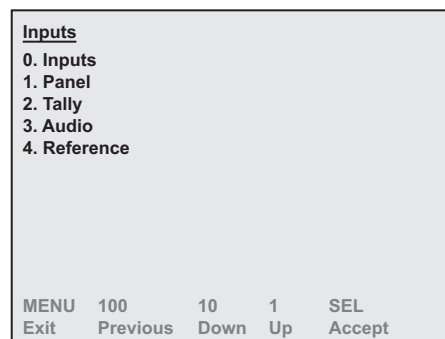 Inputs
0. Inputs
1. Panel
2. Tally
3. Audio
4. Reference
MENU 100 10 1 SEL
Exit Previous Down Up Accept